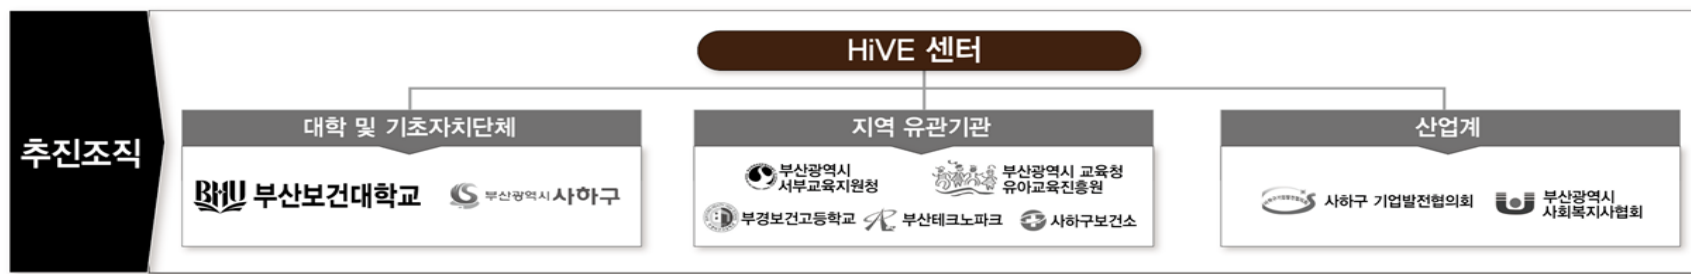 추진조직
HiVE 센터
대학 및 기초자치단체
BHU 부산보건대학교
부산광역시 사하구
지역 유관기관
부산광역시
서부교육지원청
부산광역시 교육청
유아교육진흥원
부경보건고등학교
부산테크노파크
사하구보건소
산업계
사하구 기업발전협의회
부산광역시
사회복지사협회